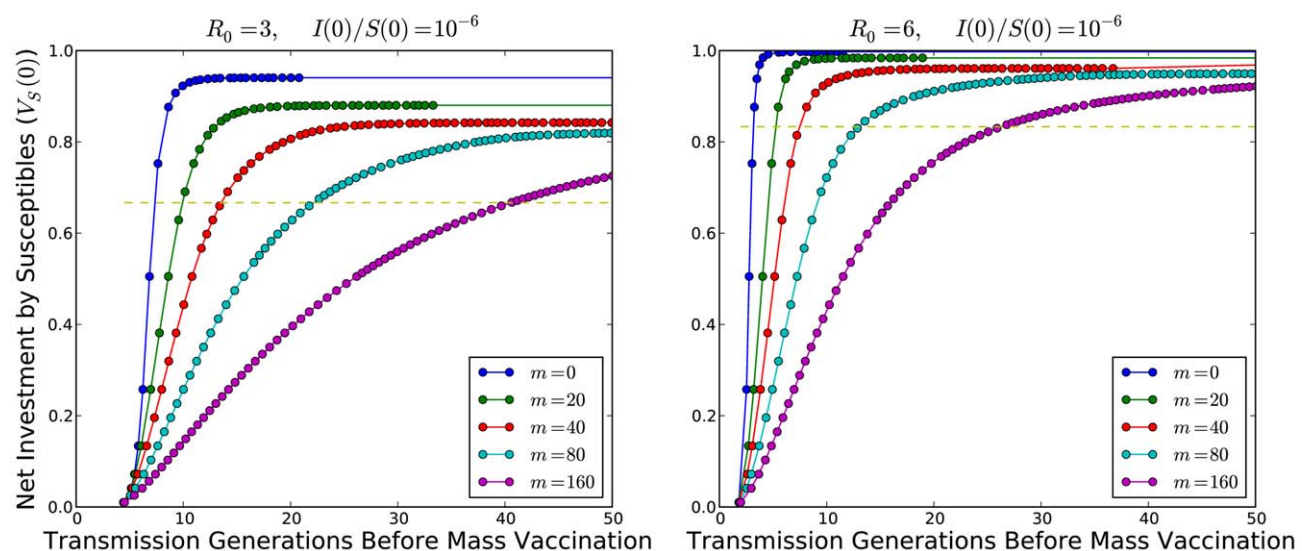 R₀ = 3, I(0)/S(0) = 10⁻⁶
Net Investment by Susceptibles (V_S(0))
1.0
0.8
0.6
0.4
0.2
0.0
m = 0
m = 20
m = 40
m = 80
m = 160
0 10 20 30 40 50
Transmission Generations Before Mass Vaccination
R₀ = 6, I(0)/S(0) = 10⁻⁶
1.0
0.8
0.6
0.4
0.2
0.0
m = 0
m = 20
m = 40
m = 80
m = 160
0 10 20 30 40 50
Transmission Generations Before Mass Vaccination